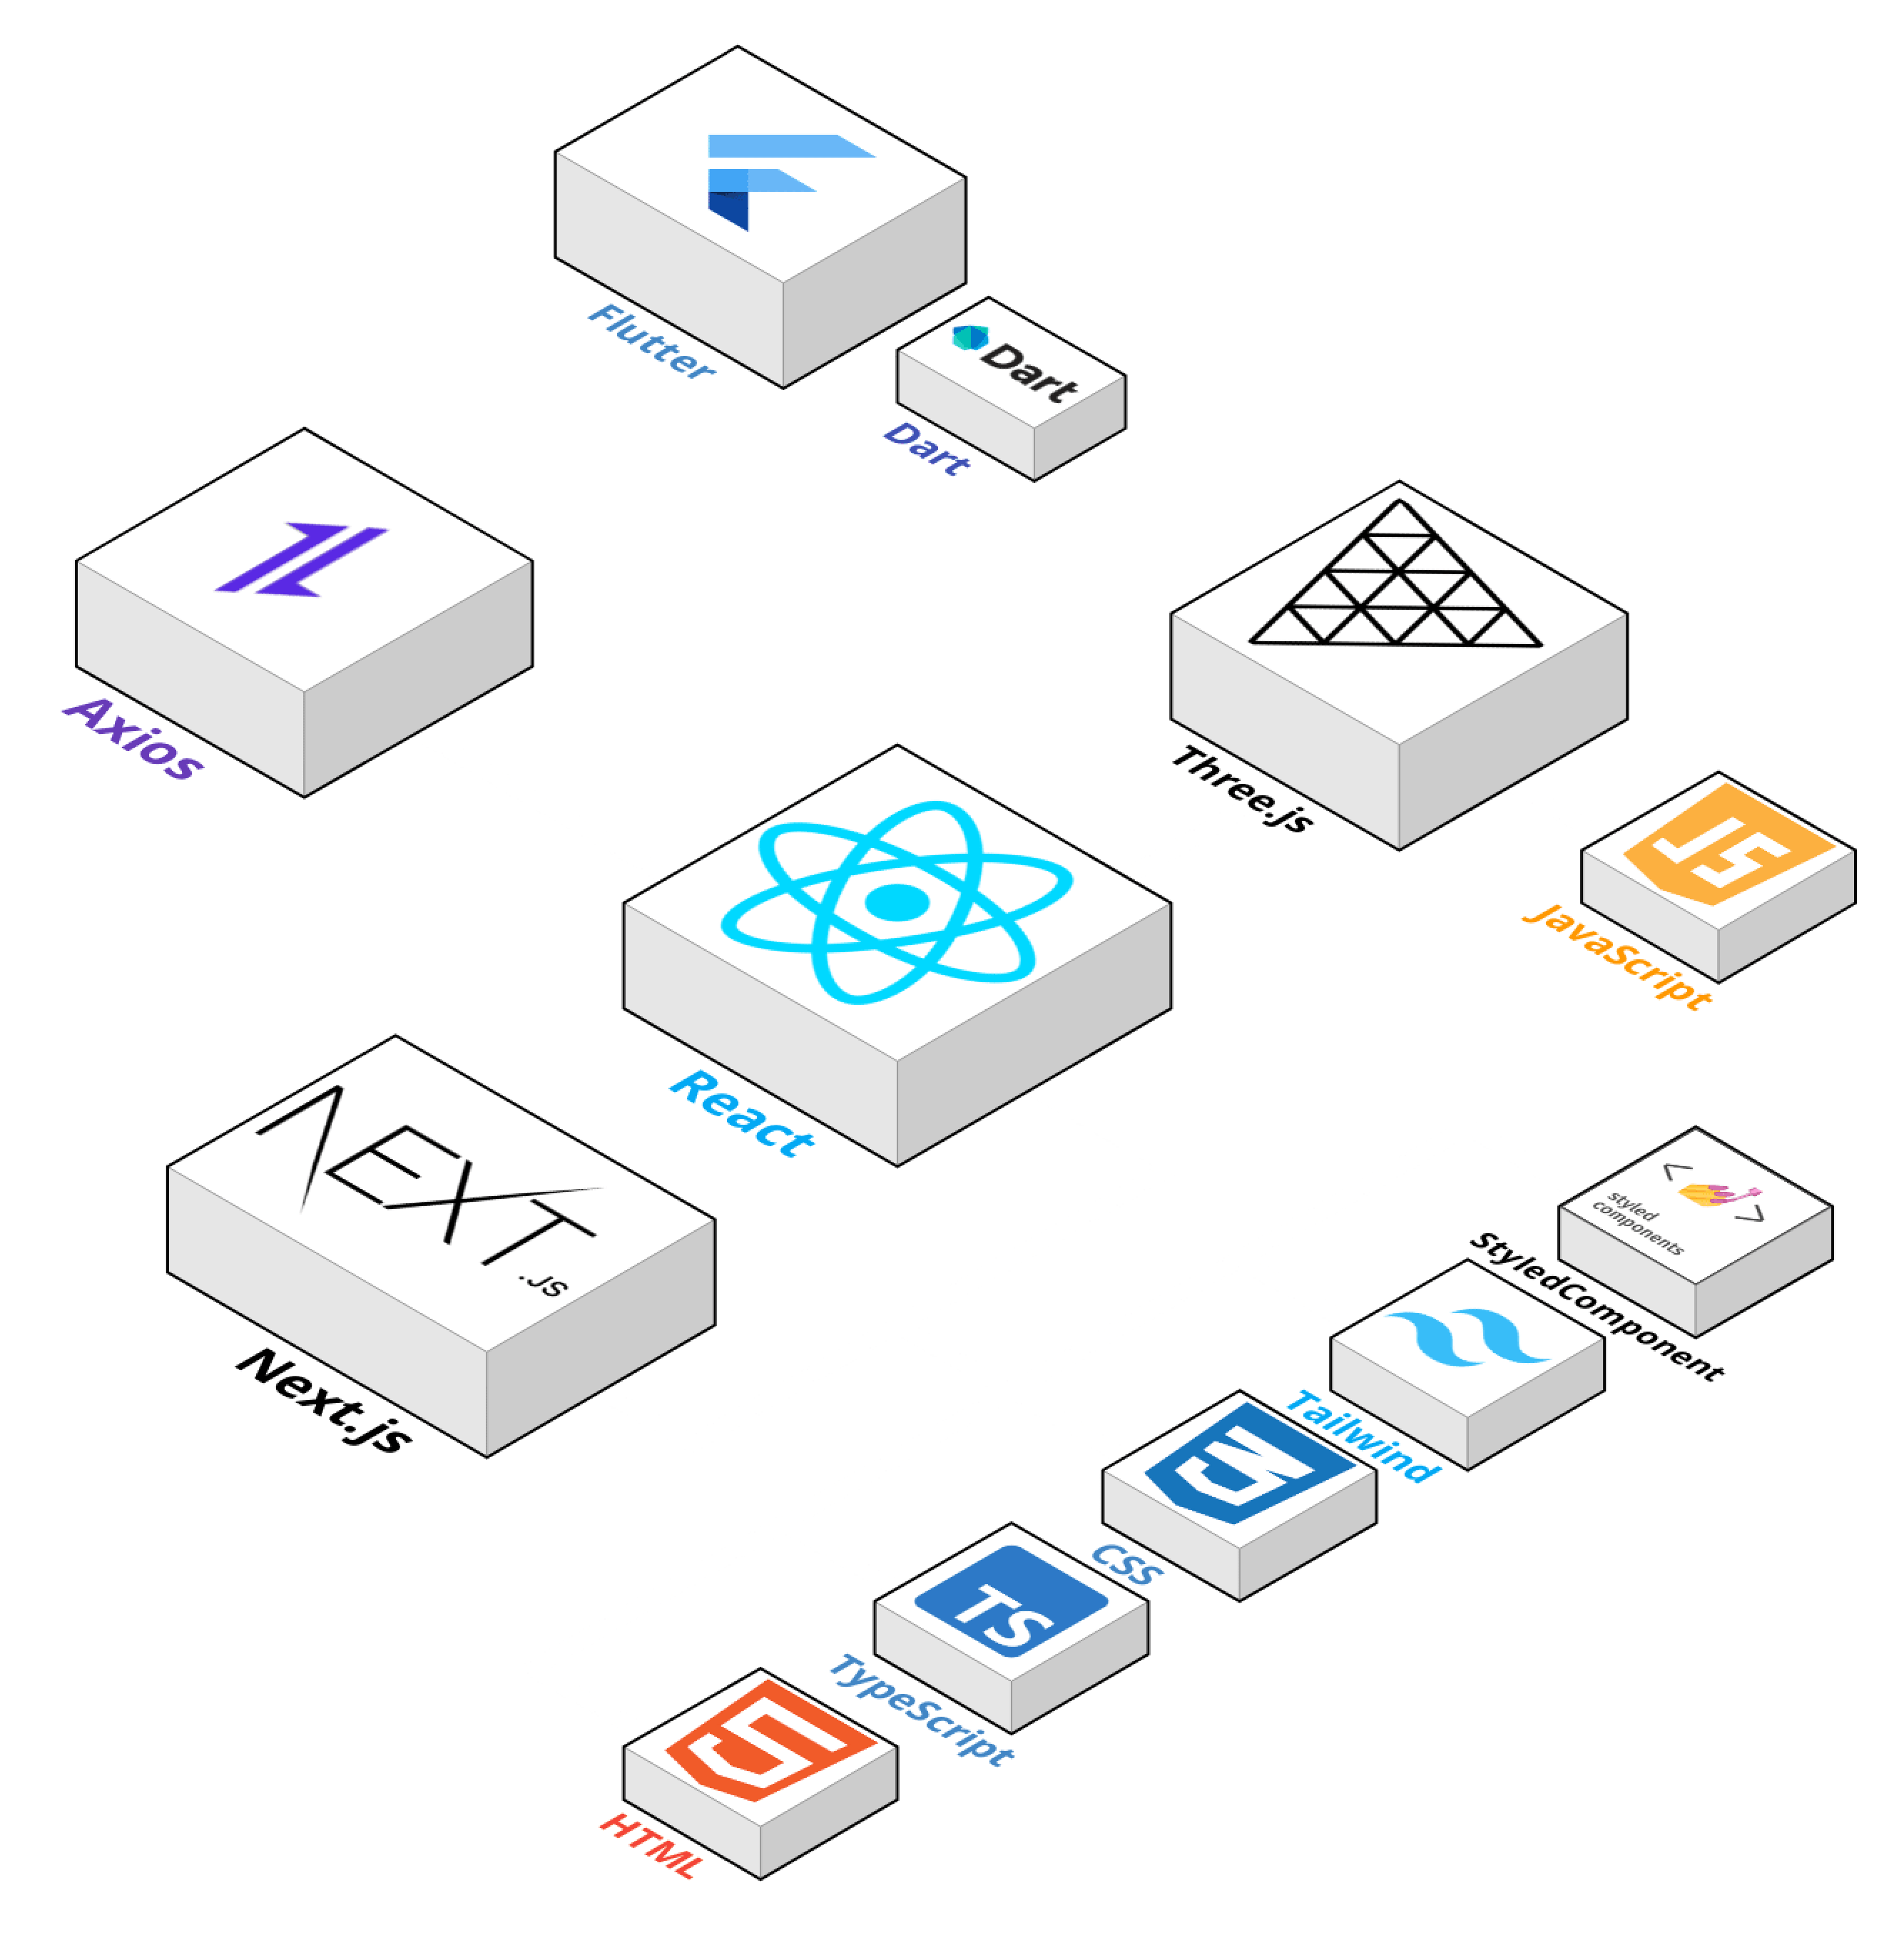 Flutter
Dart
Dart
Axios
Three.js
JS
JavaScript
React
NEXT
.JS
Next.js
styled
components
StyledComponent
Tailwind
CSS
TS
TypeScript
HTML